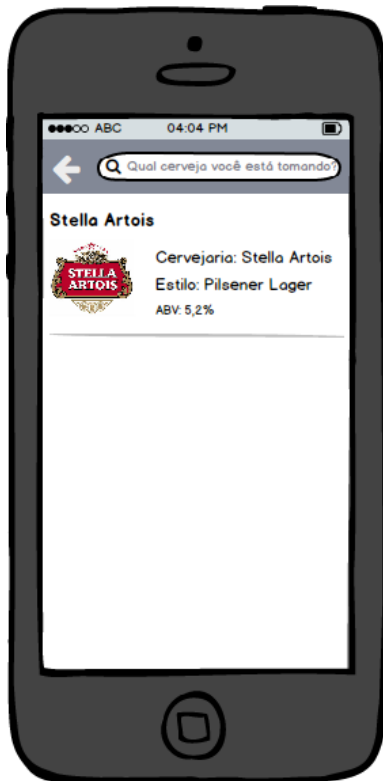 ABC 04:04 PM
Qual cerveja você está tomando?
Stella Artois
STELLA
ARTOIS
Cervejaria: Stella Artois
Estilo: Pilsener Lager
ABV: 5,2%